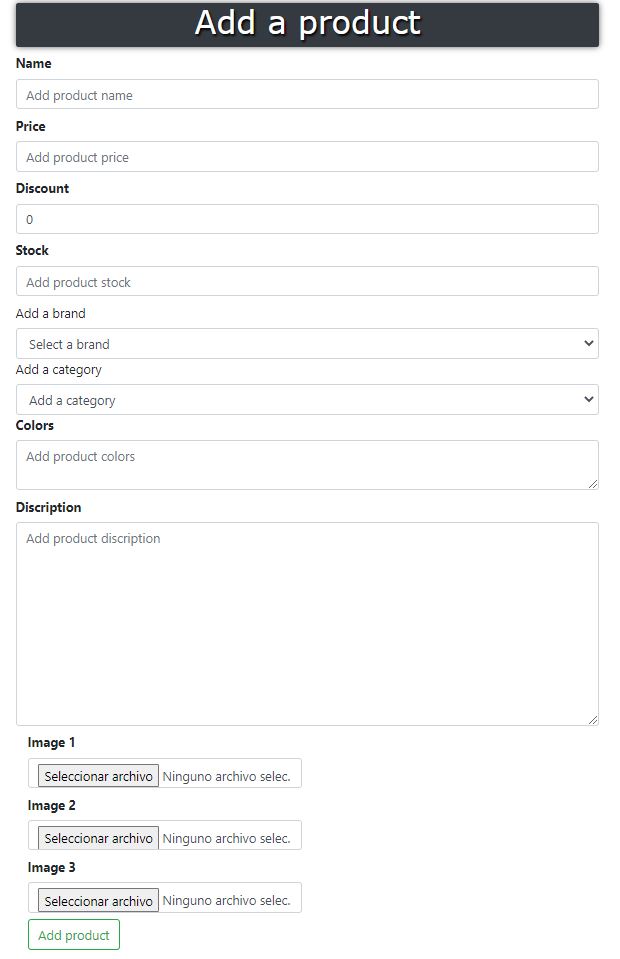 Add a product
Name
Add product name
Price
Add product price
Discount
0
Stock
Add product stock
Add a brand
Select a brand
Add a category
Add a category
Colors
Add product colors
Discription
Add product discription
Image 1
Seleccionar archivo Ninguno archivo selec.
Image 2
Seleccionar archivo Ninguno archivo selec.
Image 3
Seleccionar archivo Ninguno archivo selec.
Add product